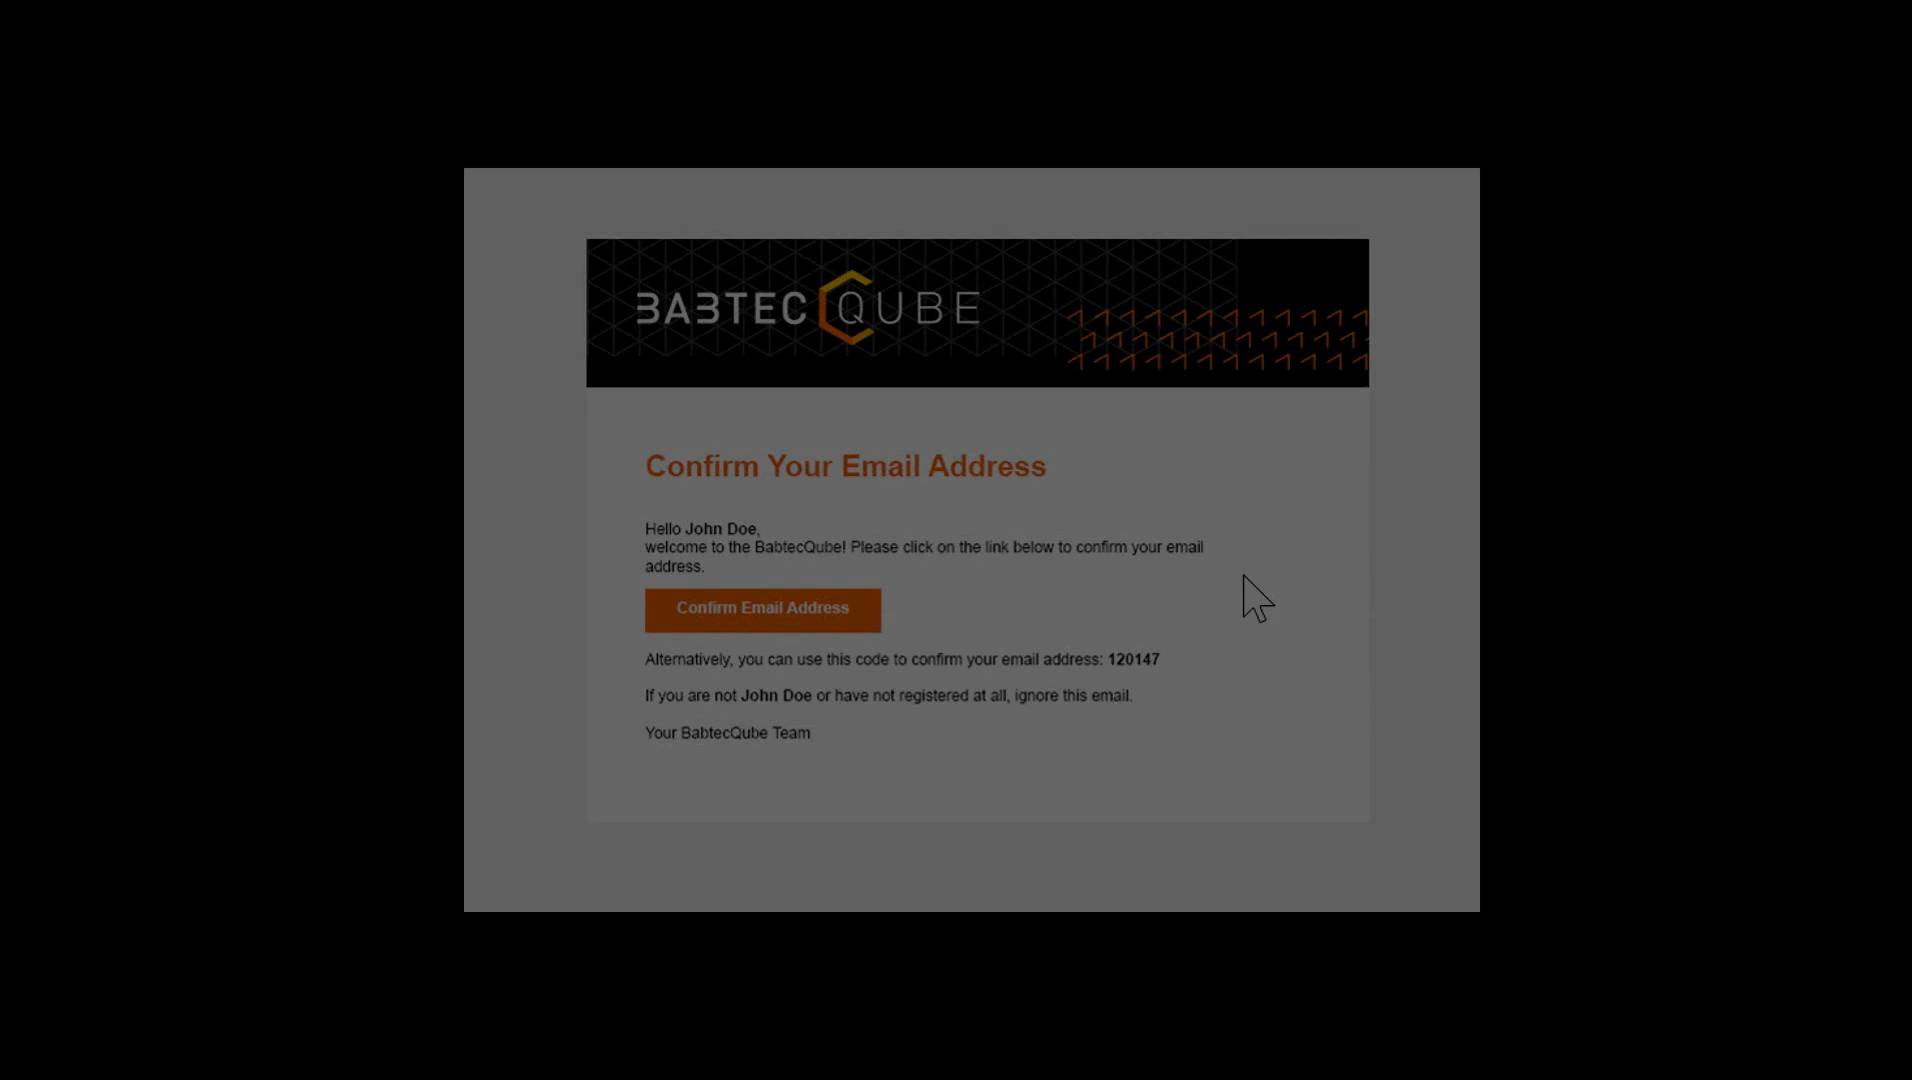 BABTEC QUBE
Confirm Your Email Address
Hello John Doe,
welcome to the BabtecQube! Please click on the link below to confirm your email
address.
Confirm Email Address
Alternatively, you can use this code to confirm your email address: 120147
If you are not John Doe or have not registered at all, ignore this email.
Your BabtecQube Team